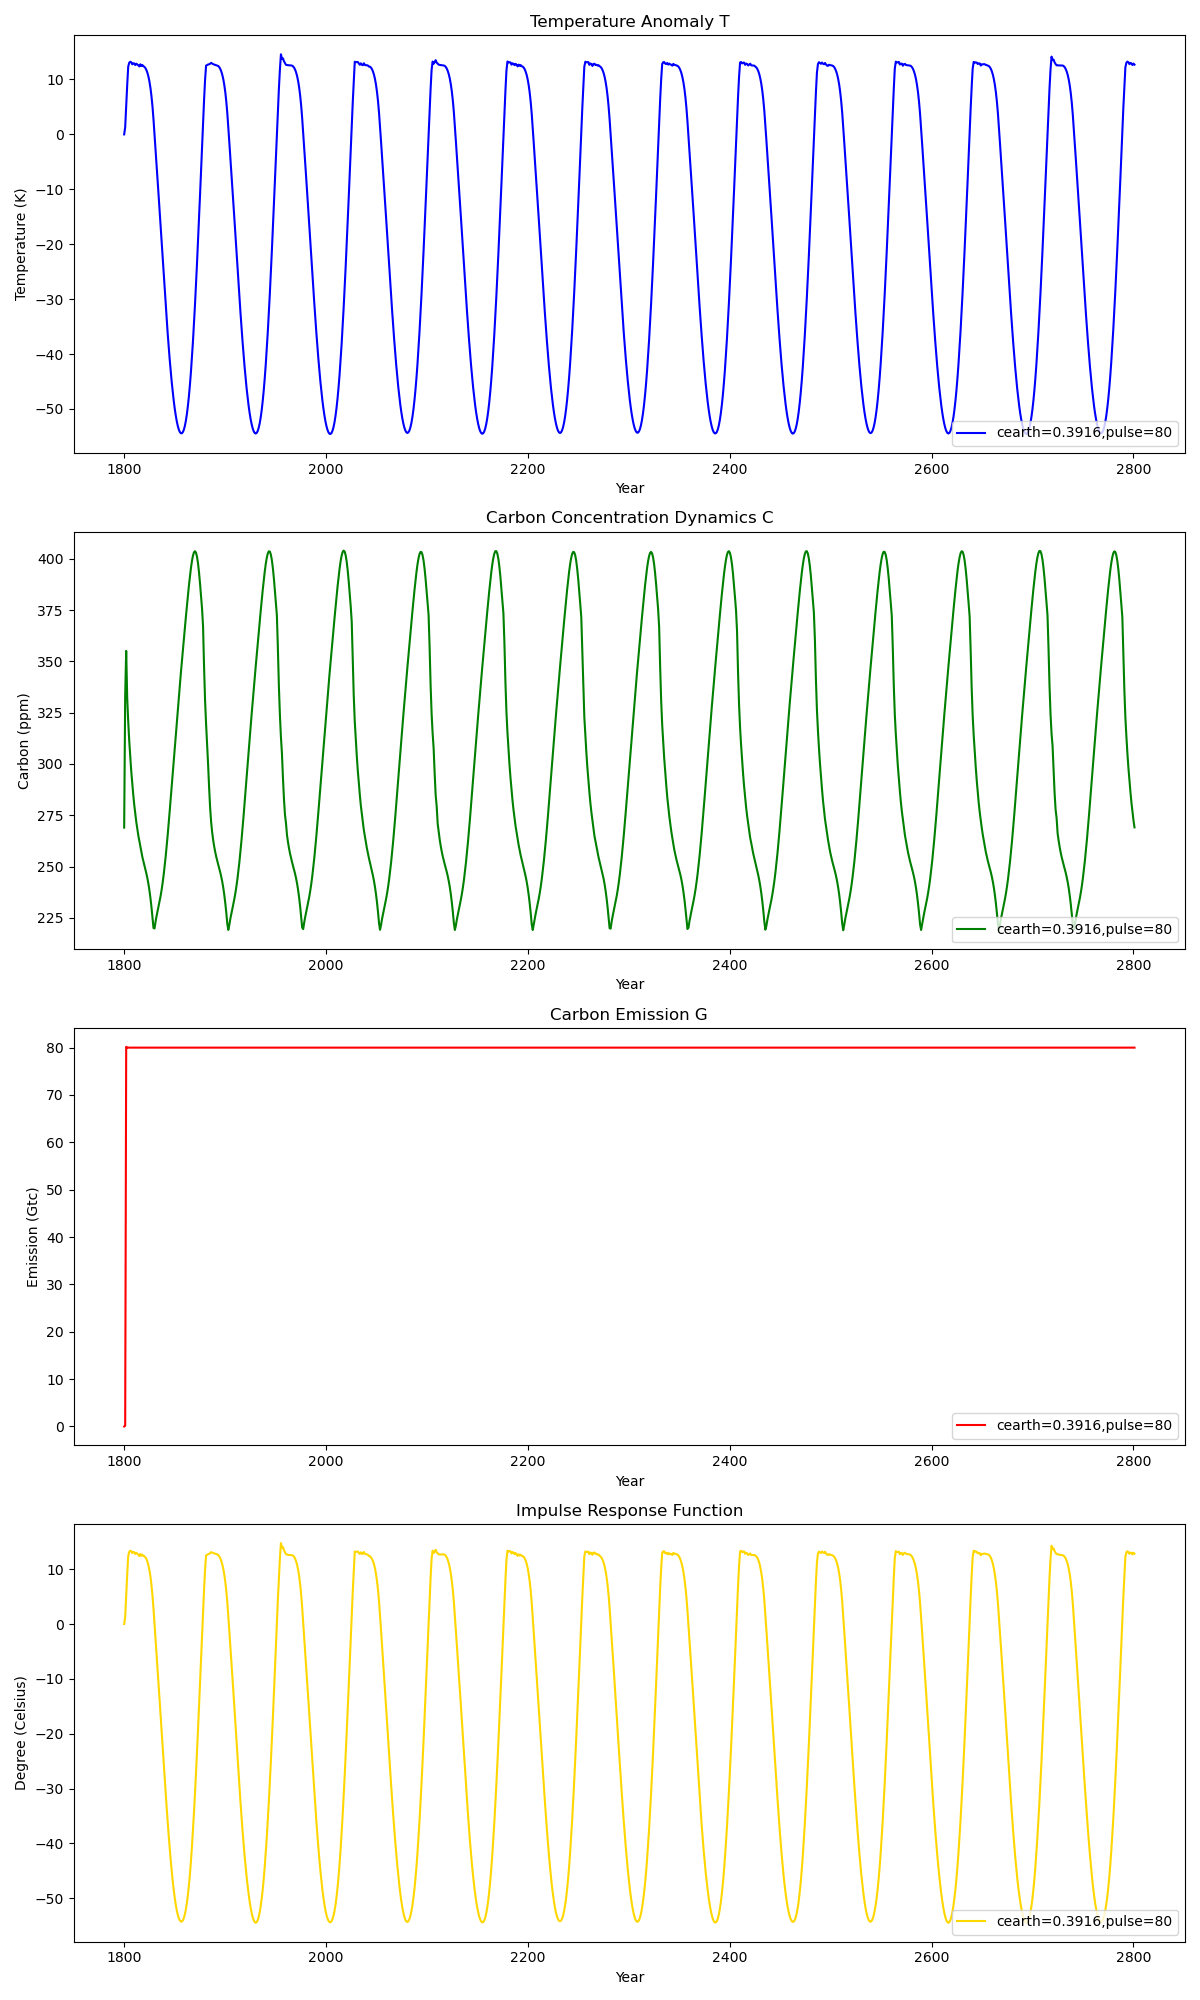 Temperature Anomaly T
Temperature (K)
10
0
−10
−20
−30
−40
−50
cearth=0.3916,pulse=80
1800 2000 2200 2400 2600 2800
Year
Carbon Concentration Dynamics C
Carbon (ppm)
400
375
350
325
300
275
250
225
cearth=0.3916,pulse=80
1800 2000 2200 2400 2600 2800
Year
Carbon Emission G
Emission (Gtc)
80
70
60
50
40
30
20
10
0
cearth=0.3916,pulse=80
1800 2000 2200 2400 2600 2800
Year
Impulse Response Function
Degree (Celsius)
10
0
−10
−20
−30
−40
−50
cearth=0.3916,pulse=80
1800 2000 2200 2400 2600 2800
Year